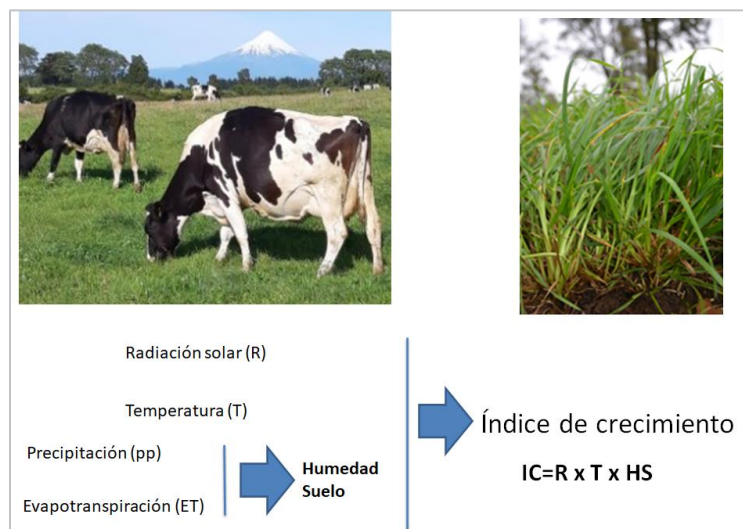 Radiación solar (R)
Temperatura (T)
Precipitación (pp)
Evapotranspiración (ET)
Humedad
Suelo
Índice de crecimiento
IC=R x T x HS